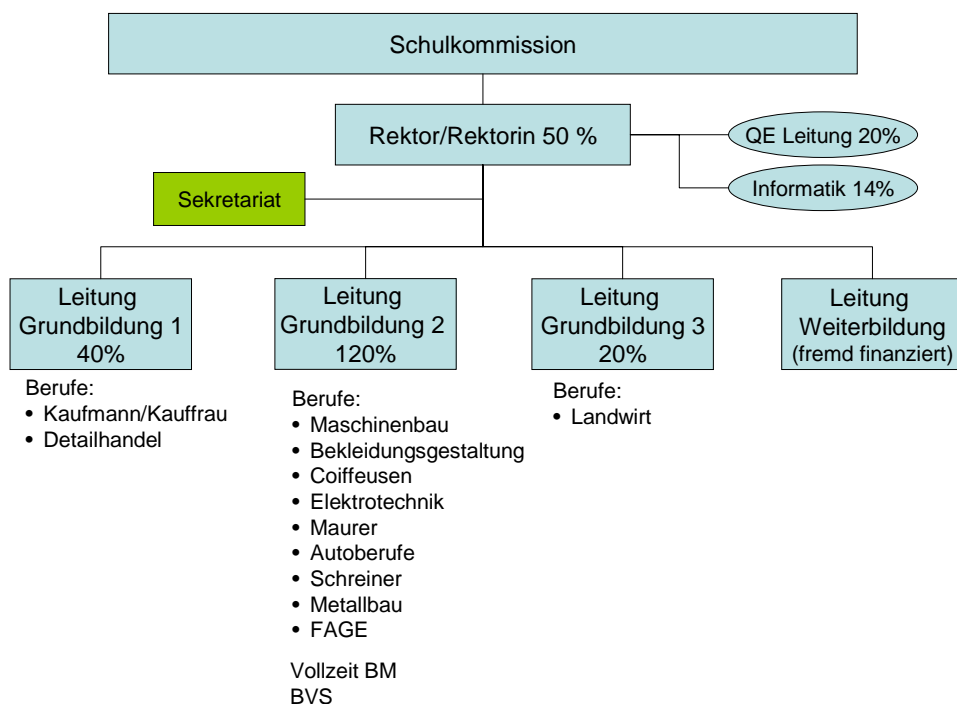 Schulkommission
Rektor/Rektorin 50 %
QE Leitung 20%
Informatik 14%
Sekretariat
Leitung
Grundbildung 1
40%
Berufe:
• Kaufmann/Kauffrau
• Detailhandel
Leitung
Grundbildung 2
120%
Berufe:
• Maschinenbau
• Bekleidungsgestaltung
• Coiffeusen
• Elektrotechnik
• Maurer
• Autoberufe
• Schreiner
• Metallbau
• FAGE
Vollzeit BM
BVS
Leitung
Grundbildung 3
20%
Berufe:
• Landwirt
Leitung
Weiterbildung
(fremd finanziert)